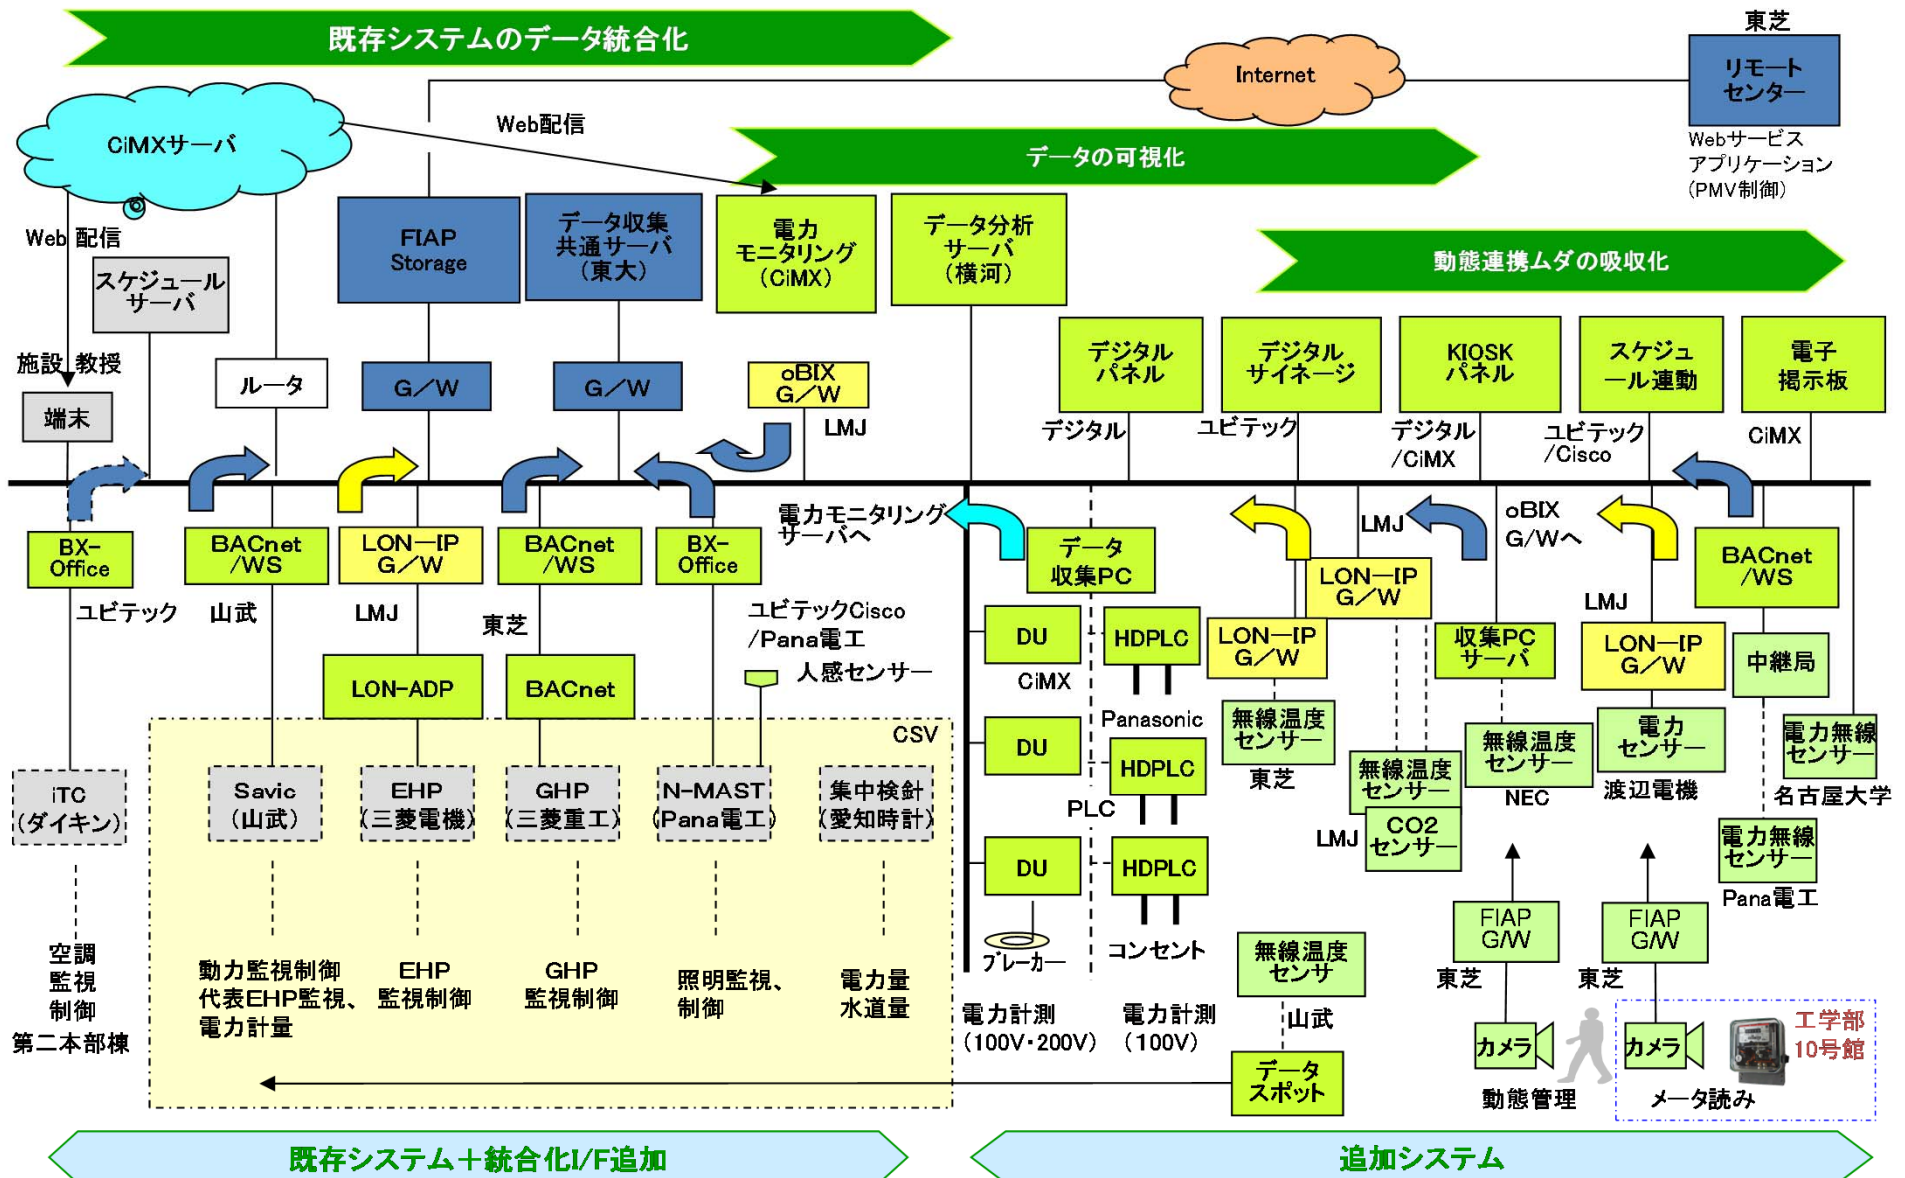 既存システムのデータ統合化
東芝
リモート
センター
Internet
Webサービス
アプリケーション
(PMV制御)
CiMXサーバ
Web配信
データの可視化
Web 配信
スケジュール
サーバ
FIAP
Storage
データ収集
共通サーバ
(東大)
電力
モニタリング
(CiMX)
データ分析
サーバ
(横河)
動態連携ムダの吸収化
施設 教授
端末
ルータ
G/W
G/W
oBIX
G/W
LMJ
デジタル
パネル
デジタル
サイネージ
KIOSK
パネル
スケジュ
ール連動
電子
掲示板
デジタル
ユビテック
デジタル
/CiMX
ユビテック
/Cisco
CiMX
BX-
Office
ユビテック
BACnet
/WS
山武
LON-IP
G/W
LMJ
BACnet
/WS
東芝
BX-
Office
電力モニタリング
サーバへ
ユビテックCisco
/Pana電工
人感センサー
データ
収集PC
LMJ
oBIX
G/Wへ
LON-IP
G/W
LON-IP
G/W
収集PC
サーバ
LMJ
LON-IP
G/W
BACnet
/WS
中継局
LON-ADP
BACnet
DU
CiMX
HDPLC
Panasonic
CSV
iTC
(ダイキン)
Savic
(山武)
EHP
(三菱電機)
GHP
(三菱重工)
N-MAST
(Pana電工)
集中検針
(愛知時計)
DU
HDPLC
PLC
DU
HDPLC
ブレーカー
コンセント
無線温度
センサー
東芝
無線温度
センサー
CO2
センサー
LMJ
無線温度
センサー
NEC
電力
センサー
渡辺電機
電力無線
センサー
名古屋大学
電力無線
センサー
Pana電工
空調
監視
制御
第二本部棟
動力監視制御
代表EHP監視、
電力計量
EHP
監視制御
GHP
監視制御
照明監視、
制御
電力量
水道量
電力計測
(100V・200V)
電力計測
(100V)
無線温度
センサ
山武
データ
スポット
FIAP
G/W
東芝
カメラ
動態管理
FIAP
G/W
東芝
カメラ
工学部
10号館
メータ読み
既存システム＋統合化I/F追加
追加システム